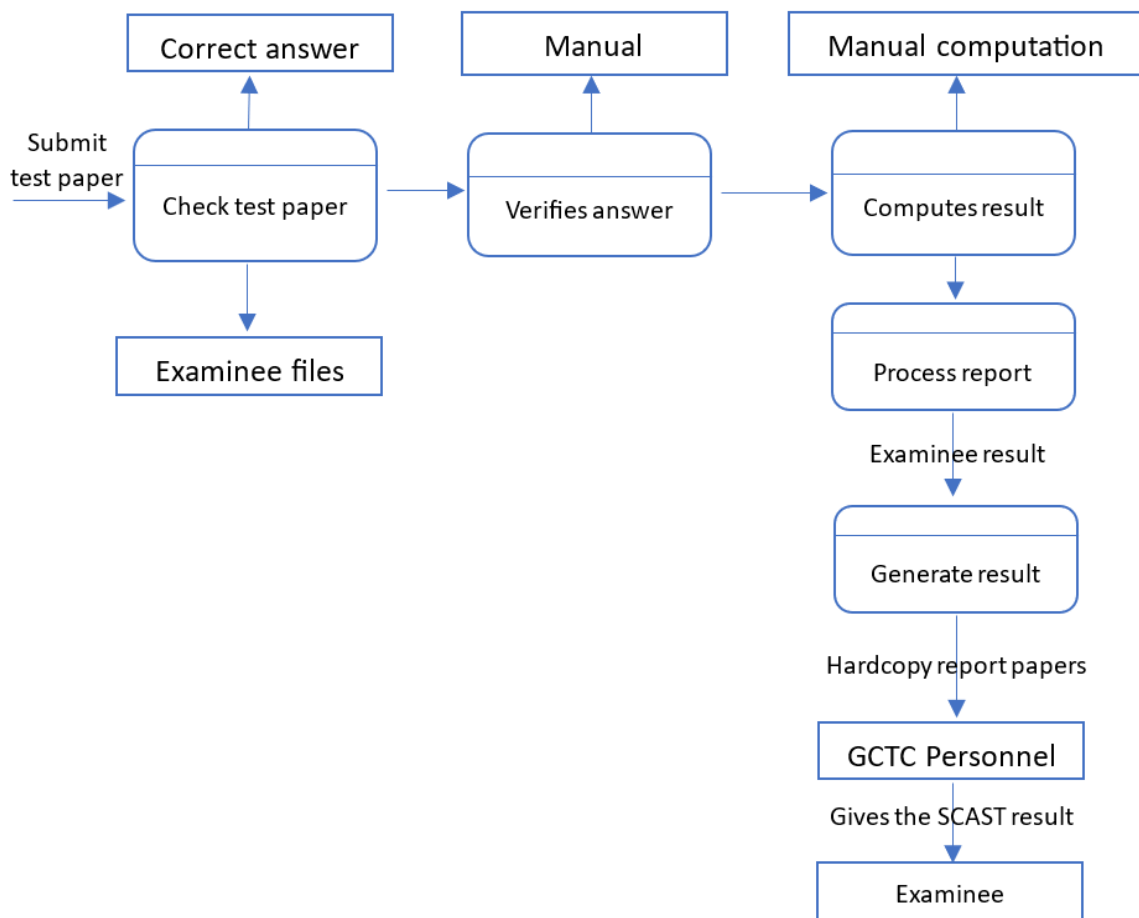 Correct answer
Manual
Manual computation
Submit
test paper
Check test paper
Verifies answer
Computes result
Examinee files
Process report
Examinee result
Generate result
Hardcopy report papers
GCTC Personnel
Gives the SCAST result
Examinee